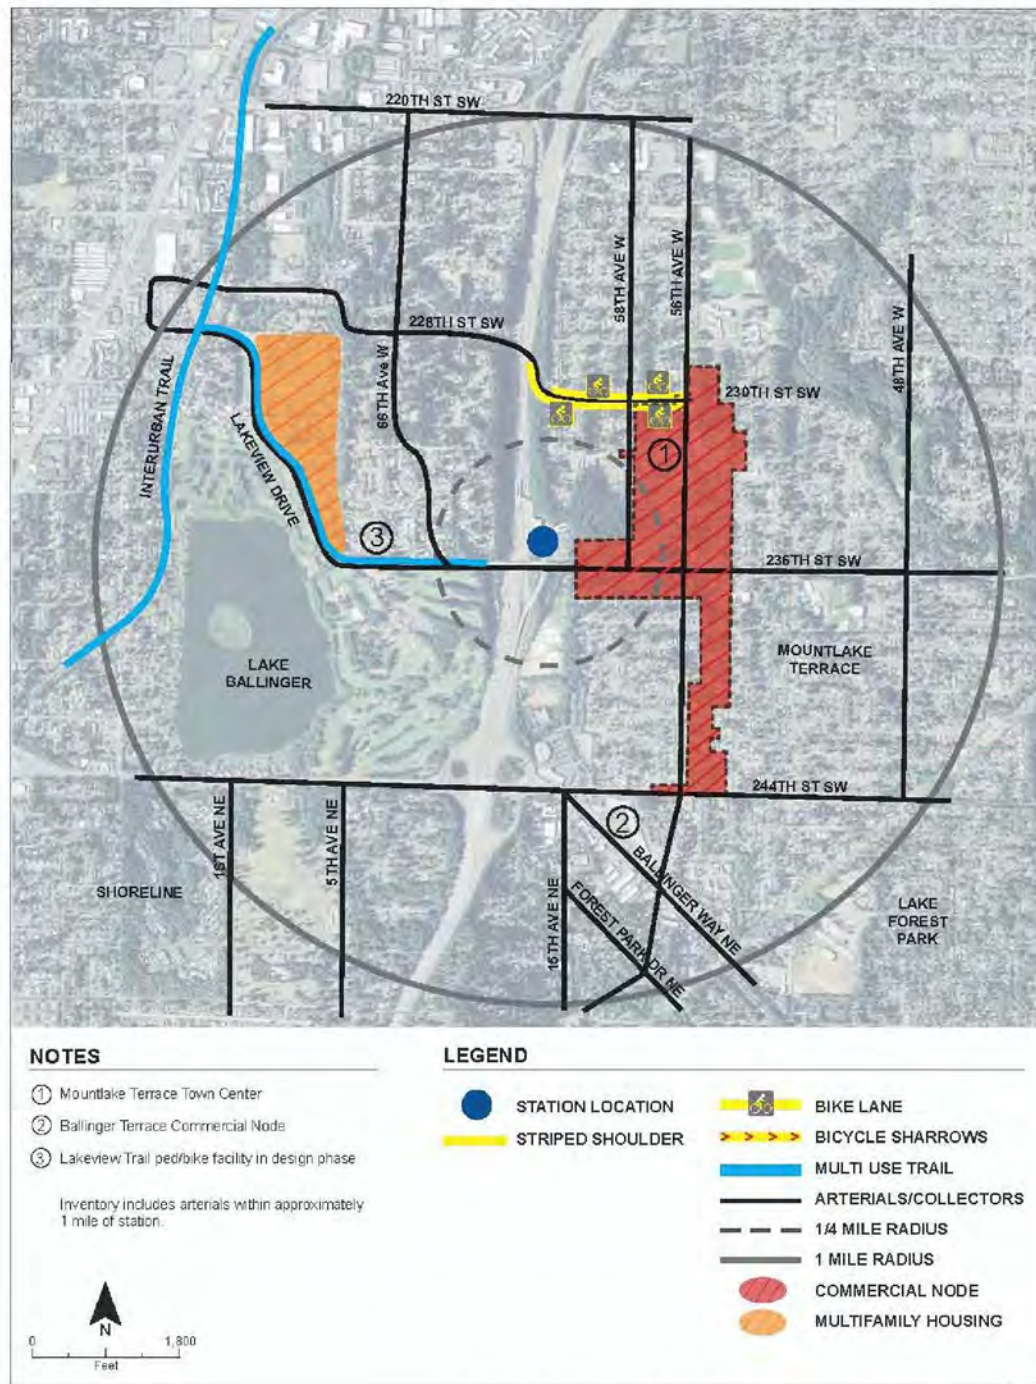 220TH ST SW
58TH AVE W
56TH AVE W
228TH ST SW
66TH Ave W
48TH AVE W
230TH ST SW
INTERURBAN TRAIL
LAKEVIEW DRIVE
1
3
236TH ST SW
LAKE
BALLINGER
MOUNTLAKE
TERRACE
244TH ST SW
1ST AVE NE
5TH AVE NE
2
BALLINGER WAY NE
SHORELINE
15TH AVE NE
FOREST PARK DR NE
LAKE
FOREST
PARK
NOTES
1 Mountlake Terrace Town Center
2 Ballinger Terrace Commercial Node
3 Lakeview Trail ped/bike facility in design phase
Inventory includes arterials within approximately
1 mile of station.
N
0 1,800
Feet
LEGEND
STATION LOCATION
STRIPED SHOULDER
BIKE LANE
BICYCLE SHARROWS
MULTI USE TRAIL
ARTERIALS/COLLECTORS
1/4 MILE RADIUS
1 MILE RADIUS
COMMERCIAL NODE
MULTIFAMILY HOUSING